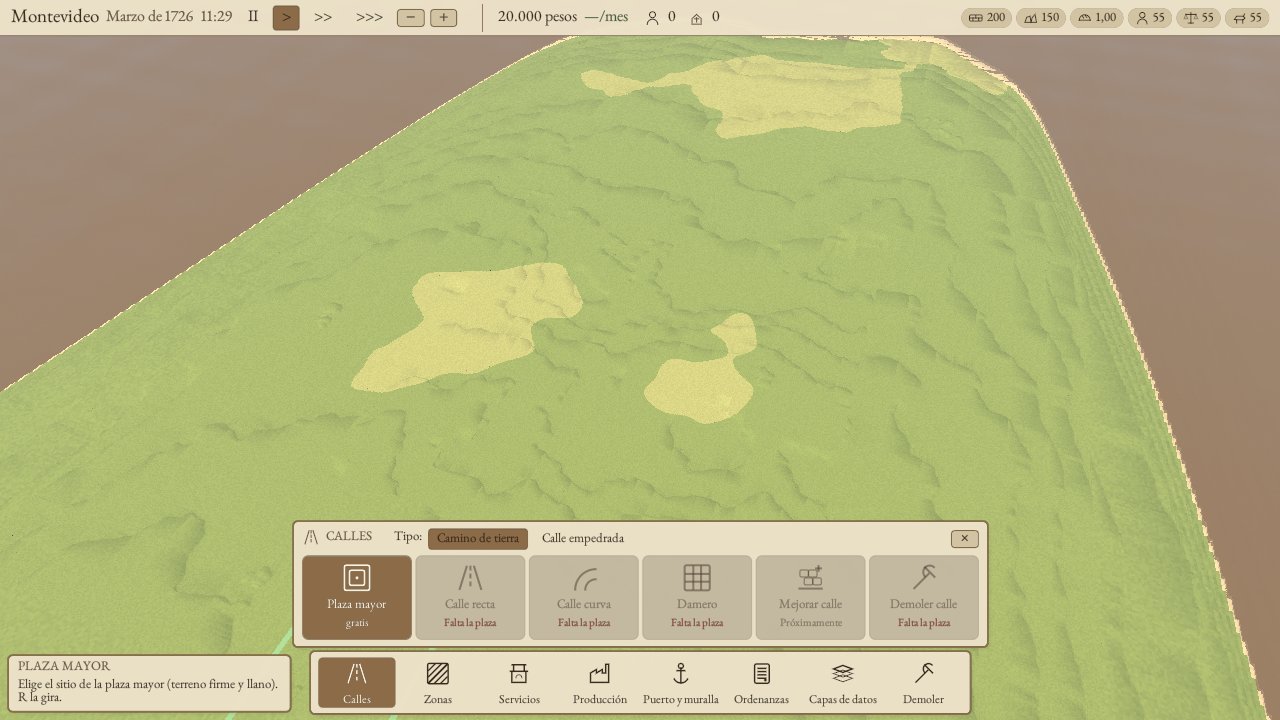 Montevideo Marzo de 1726 11:29 II > >> >>> − + 20.000 pesos —/mes 0 0 200 150 1,00 55 55 55
CALLES Tipo: Camino de tierra Calle empedrada ×
Plaza mayor Calle recta Calle curva Damero Mejorar calle Demoler calle
gratis Falta la plaza Falta la plaza Falta la plaza Próximamente Falta la plaza
PLAZA MAYOR
Elige el sitio de la plaza mayor (terreno firme y llano).
R la gira.
Calles Zonas Servicios Producción Puerto y muralla Ordenanzas Capas de datos Demoler